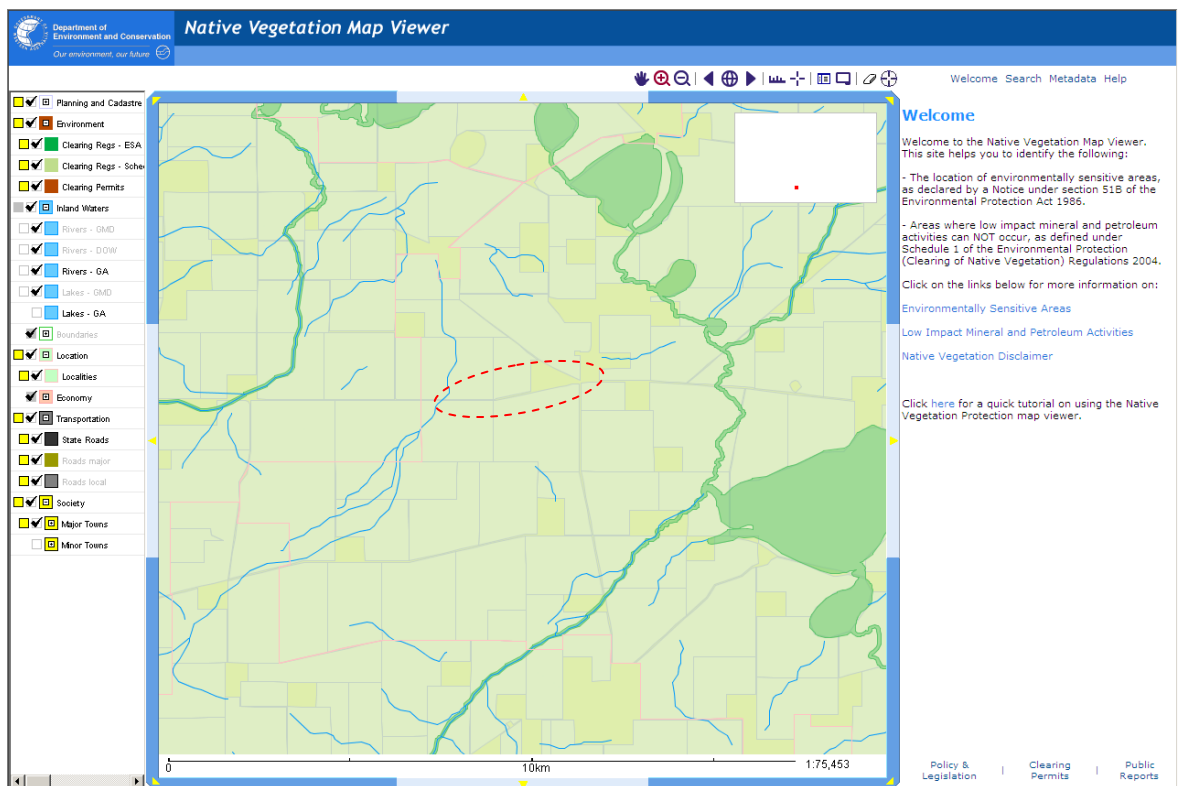 Department of
Environment and Conservation
Our environment, our future
Native Vegetation Map Viewer
Welcome Search Metadata Help
Planning and Cadastre
Environment
Clearing Regs - ESA
Clearing Regs - Sche
Clearing Permits
Inland Waters
Rivers - GMD
Rivers - DOW
Rivers - GA
Lakes - GMD
Lakes - GA
Boundaries
Location
Localities
Economy
Transportation
State Roads
Roads major
Roads local
Society
Major Towns
Minor Towns
0
10km
1:75,453
Welcome
Welcome to the Native Vegetation Map Viewer.
This site helps you to identify the following:
- The location of environmentally sensitive areas,
as declared by a Notice under section 51B of the
Environmental Protection Act 1986.
- Areas where low impact mineral and petroleum
activities can NOT occur, as defined under
Schedule 1 of the Environmental Protection
(Clearing of Native Vegetation) Regulations 2004.
Click on the links below for more information on:
Environmentally Sensitive Areas
Low Impact Mineral and Petroleum Activities
Native Vegetation Disclaimer
Click here for a quick tutorial on using the Native
Vegetation Protection map viewer.
Policy &
Legislation
|
Clearing
Permits
|
Public
Reports